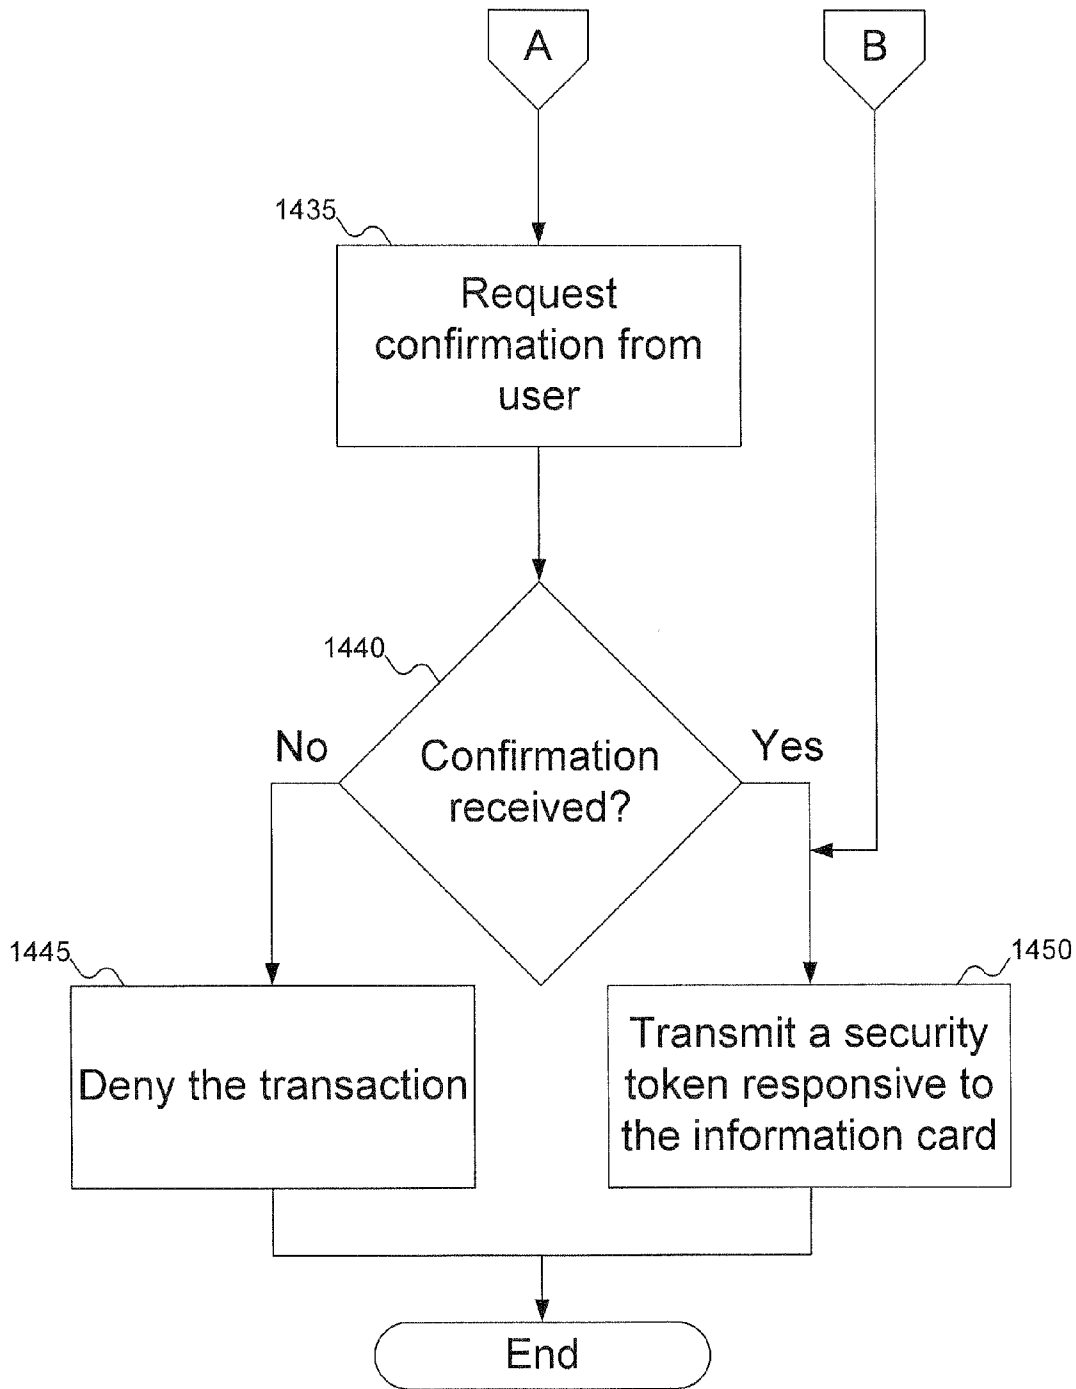 A
B
1435
Request
confirmation from
user
1440
No
Yes
Confirmation
received?
1445
1450
Deny the transaction
Transmit a security
token responsive to
the information card
End